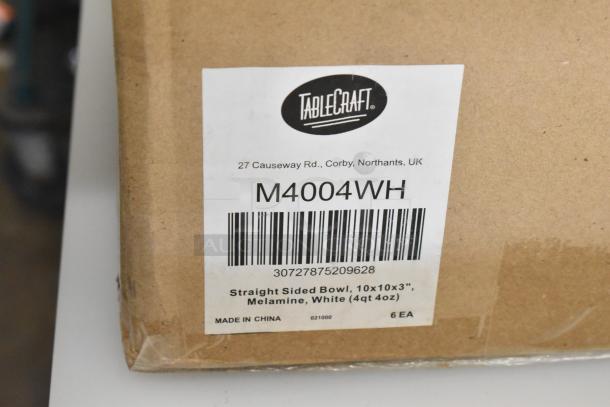 TABLECRAFT®
27 Causeway Rd., Corby, Northants, UK
M4004WH
30727875209628
Straight Sided Bowl, 10x10x3",
Melamine, White (4qt 4oz)
MADE IN CHINA 021000 6 EA